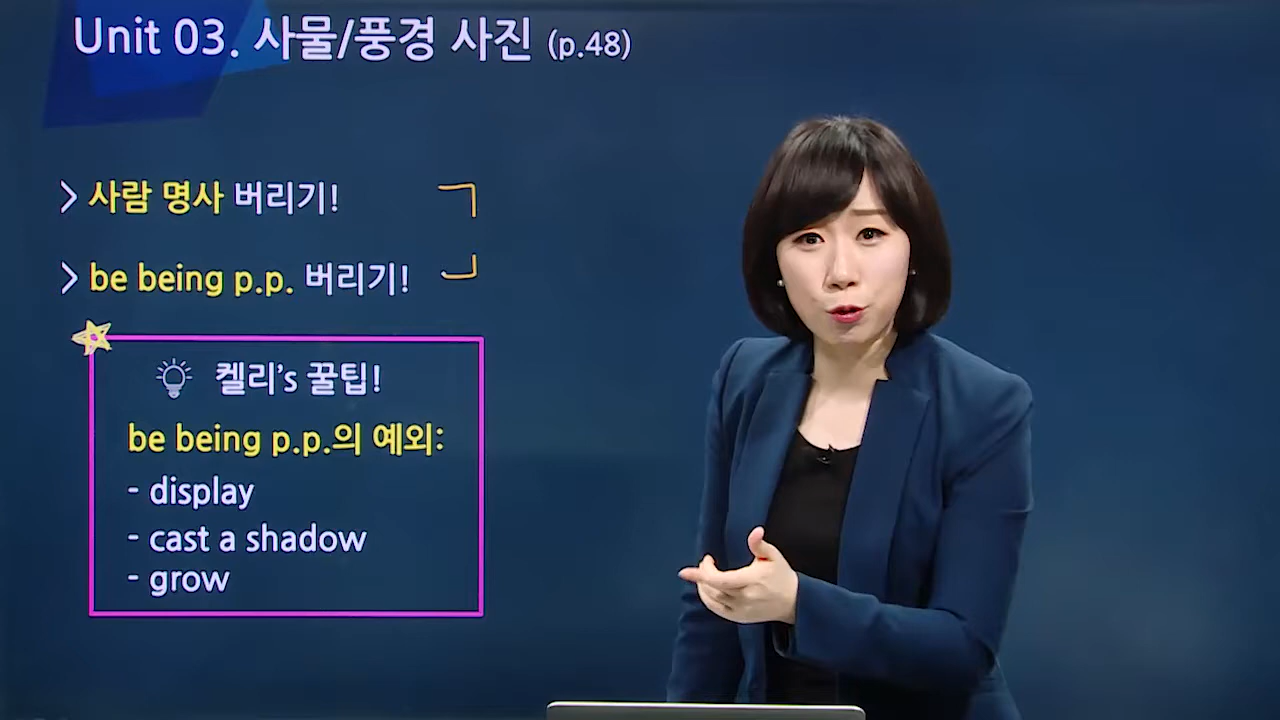 Unit 03. 사물/풍경 사진 (p.48)
> 사람 명사 버리기!
> be being p.p. 버리기!
켈리's 꿀팁!
be being p.p.의 예외:
- display
- cast a shadow
- grow